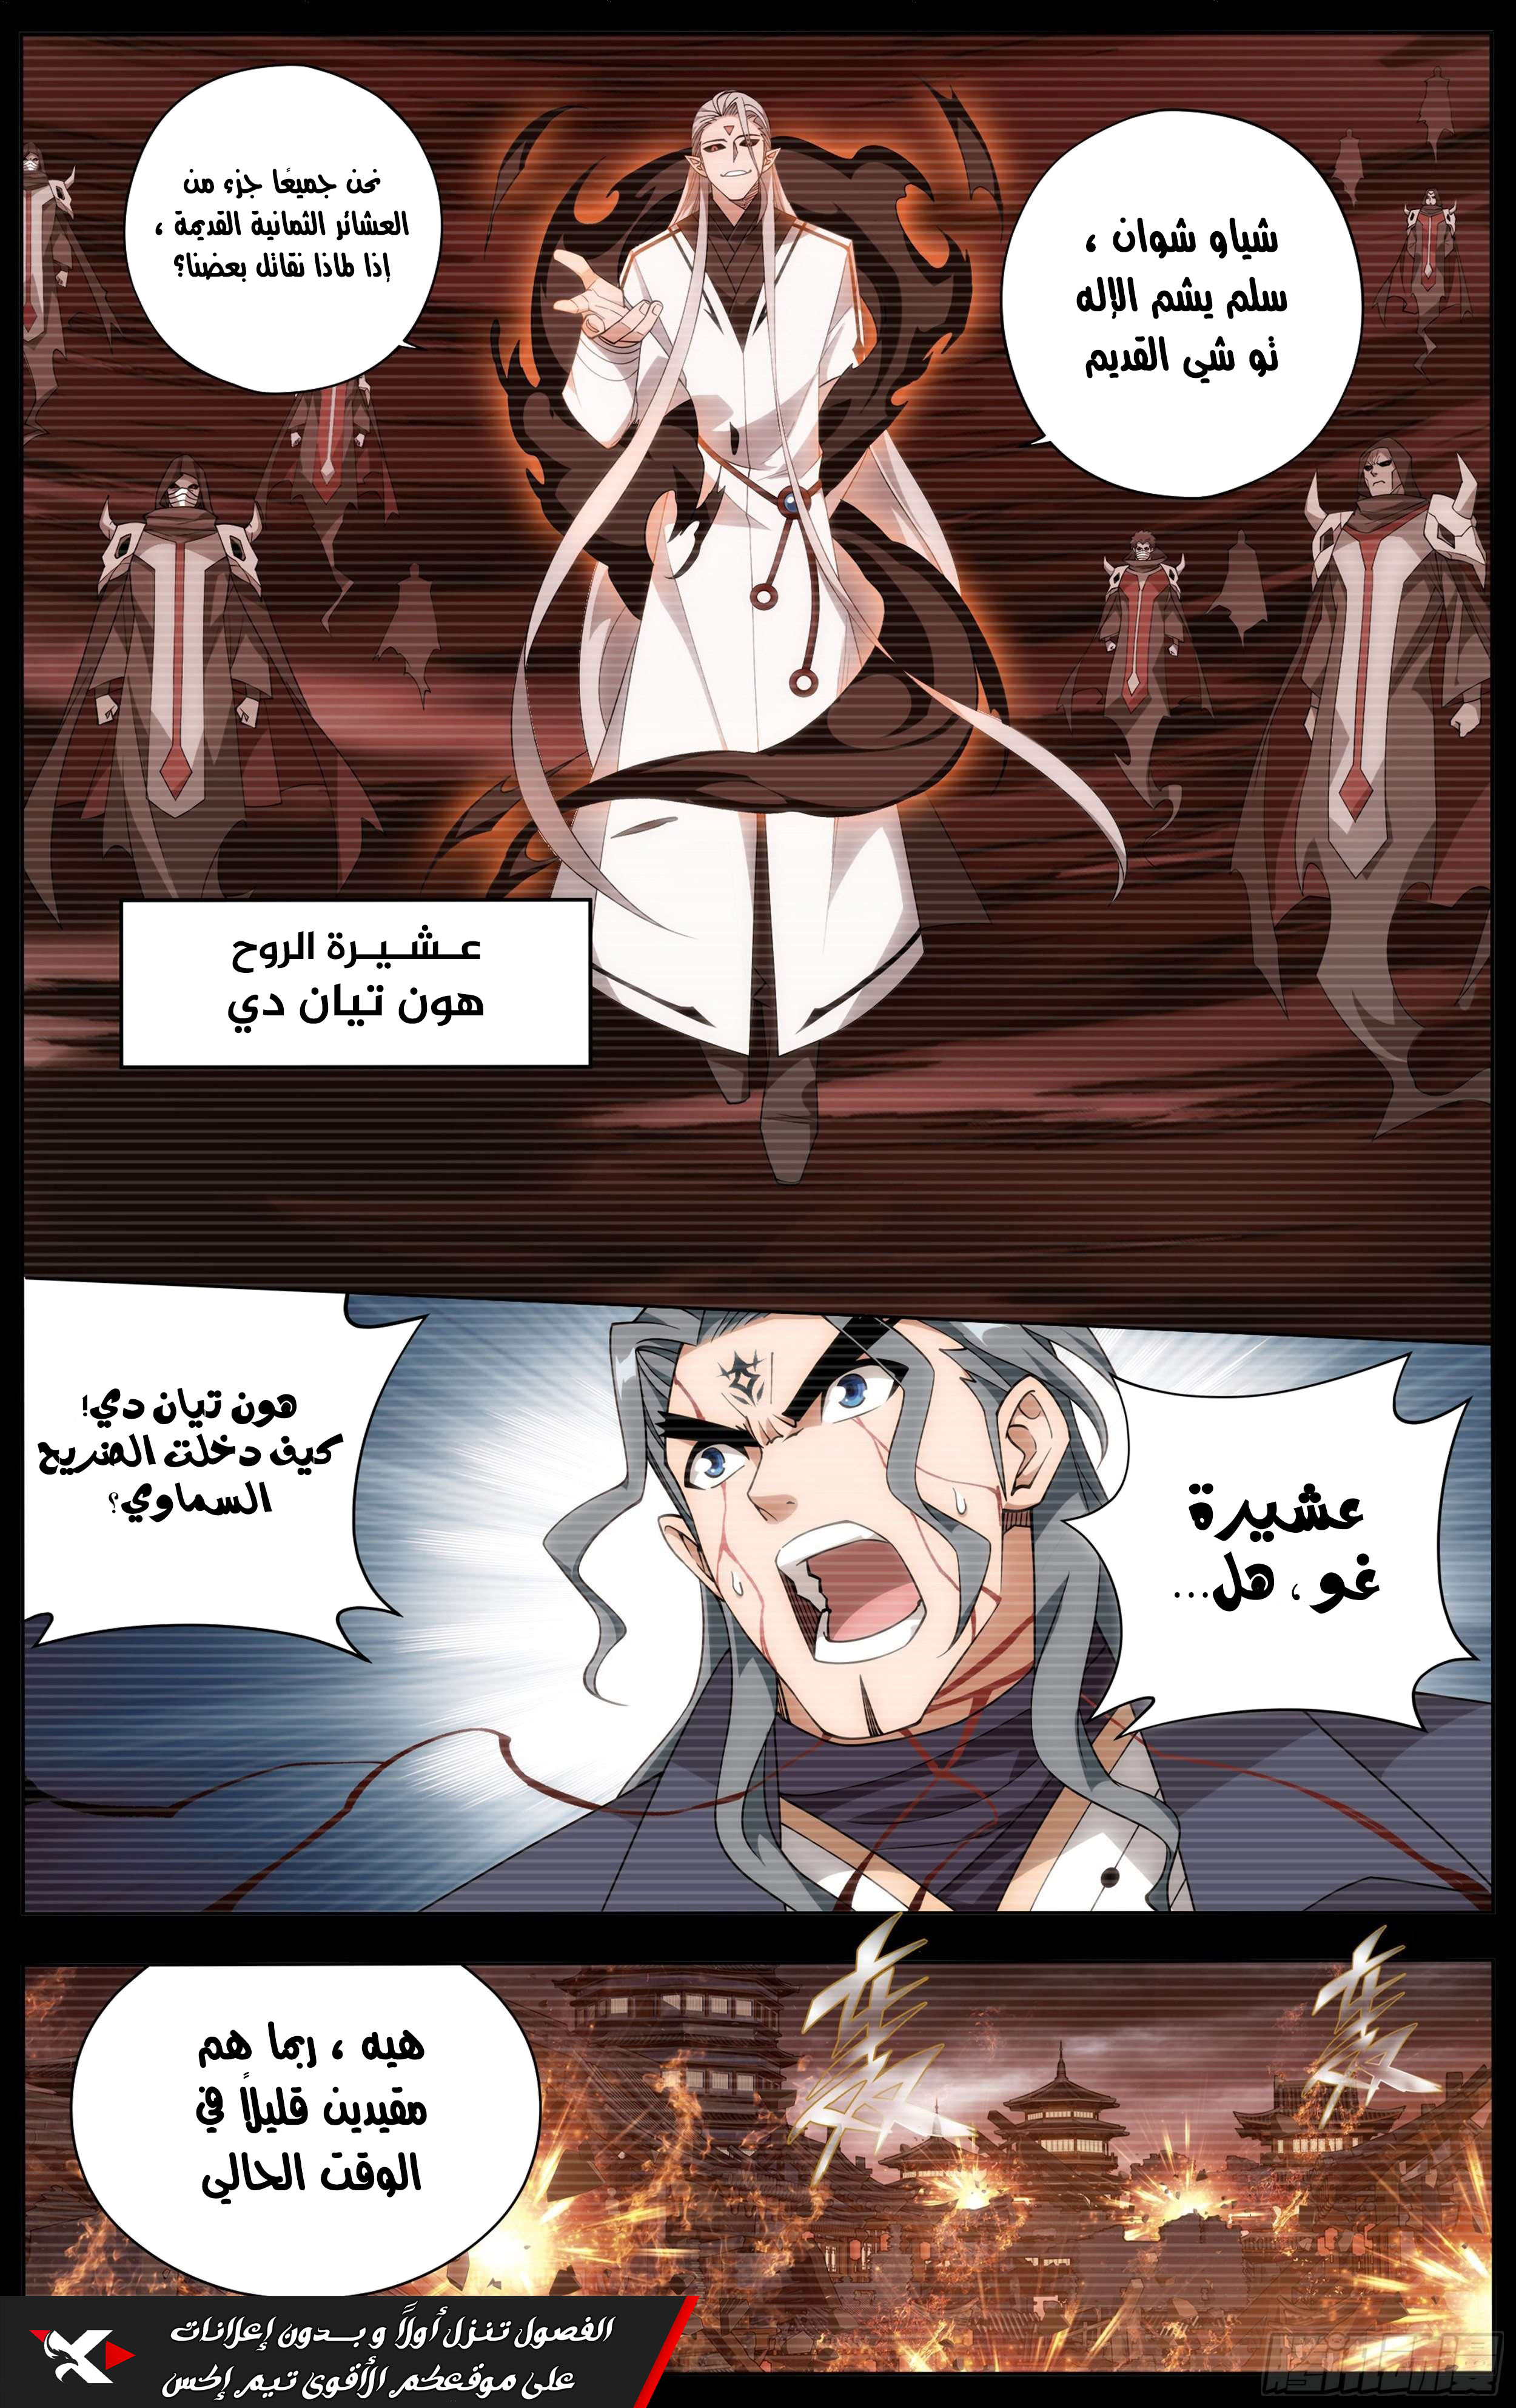 شياو شوان ،
سلم يشم الإله
تو شي القديم
نحن جميعًا جزء من
العشائر الثمانية القديمة ،
إذا لماذا نقاتل بعضنا؟
عـشـيـرة الروح
هون تيان دي
عشيرة
غو ، هل...
هون تيان دي!
كيف دخلت الضريح
السماوي؟
هيه ، ربما هم
مقيدين قليلاً في
الوقت الحالي
الفصول تنزل أولاً و بــدون إعلانات
على موقعكم الأقوى تيم إكس